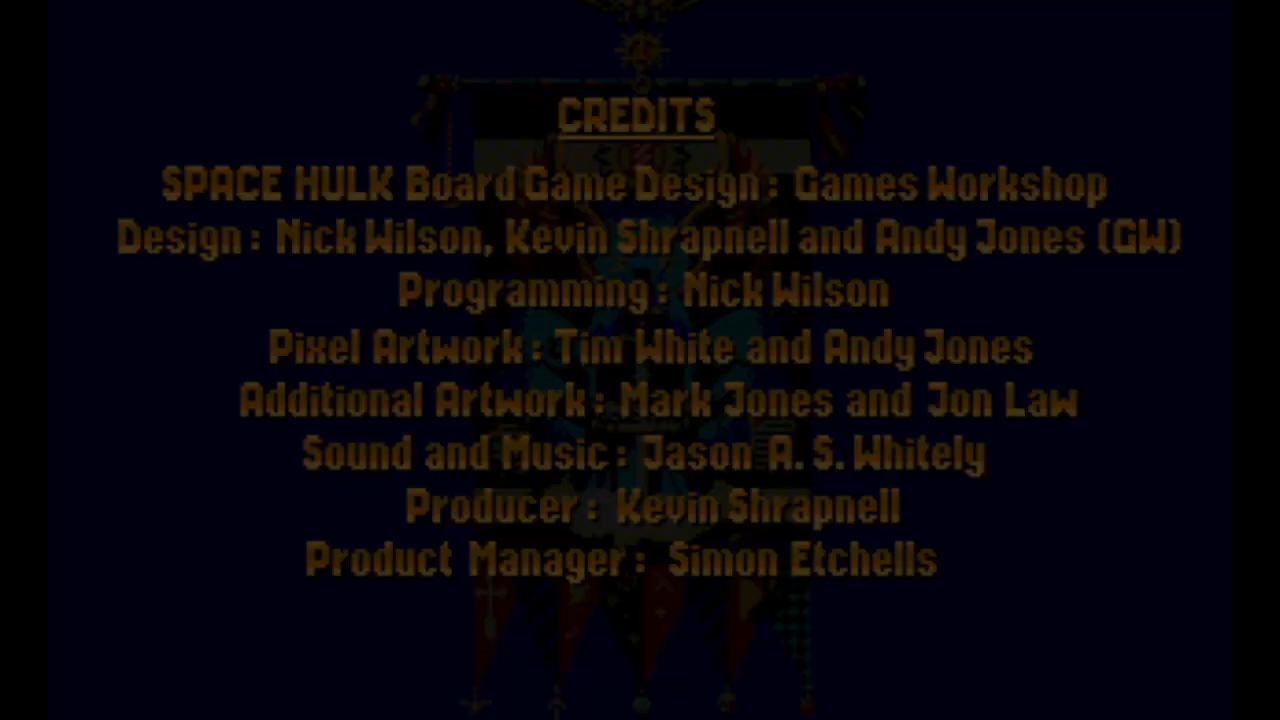 CREDITS
SPACE HULK Board Game Design : Games Workshop
Design : Nick Wilson, Kevin Shrapnell and Andy Jones (GW)
Programming : Nick Wilson
Pixel Artwork : Tim White and Andy Jones
Additional Artwork : Mark Jones and Jon Law
Sound and Music : Jason A. S. Whitely
Producer : Kevin Shrapnell
Product Manager : Simon Etchells